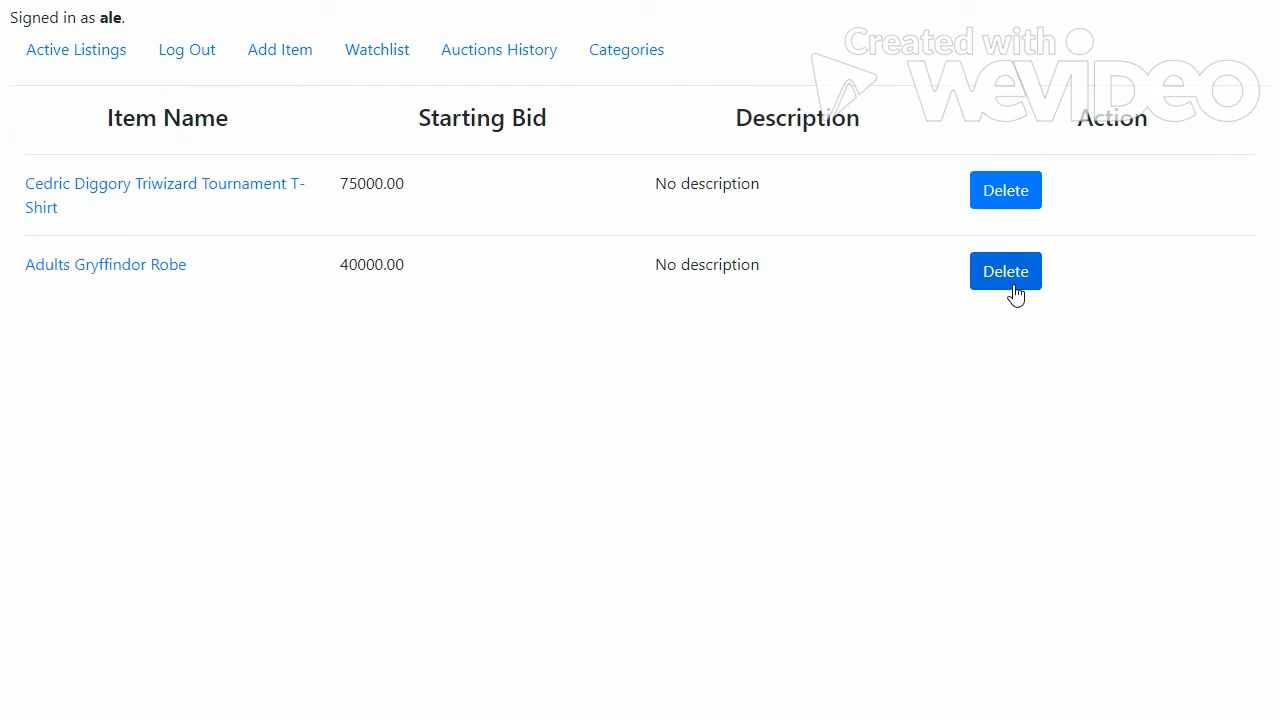 Signed in as ale.
Active Listings Log Out Add Item Watchlist Auctions History Categories
Created with
WEVIDEO
Item Name Starting Bid Description Action
Cedric Diggory Triwizard Tournament T-
Shirt
75000.00 No description Delete
Adults Gryffindor Robe 40000.00 No description Delete